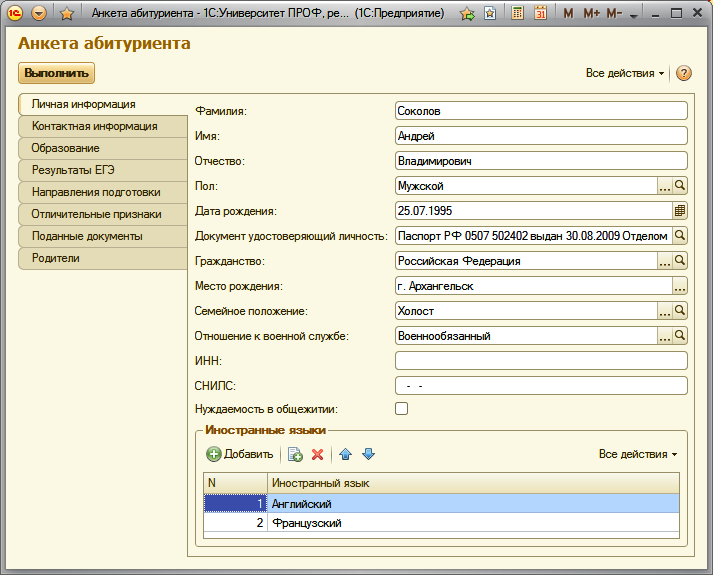 Анкета абитуриента - 1С:Университет ПРОФ, ре... (1С:Предприятие)
M M+ M-
Анкета абитуриента
Выполнить
Все действия
Личная информация
Контактная информация
Образование
Результаты ЕГЭ
Направления подготовки
Отличительные признаки
Поданные документы
Родители
Фамилия: Соколов
Имя: Андрей
Отчество: Владимирович
Пол: Мужской ...
Дата рождения: 25.07.1995
Документ удостоверяющий личность: Паспорт РФ 0507 502402 выдан 30.08.2009 Отделом
Гражданство: Российская Федерация ...
Место рождения: г. Архангельск ...
Семейное положение: Холост ...
Отношение к военной службе: Военнообязанный ...
ИНН:
СНИЛС: - -
Нуждаемость в общежитии:
Иностранные языки
Добавить Все действия
N Иностранный язык
1 Английский
2 Французский